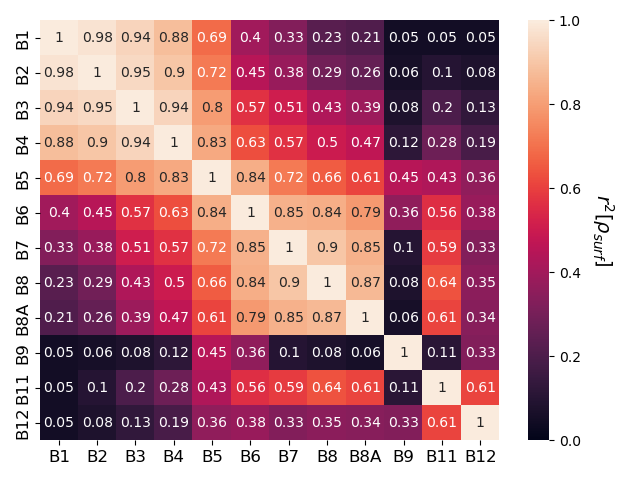 B1 1 0.98 0.94 0.88 0.69 0.4 0.33 0.23 0.21 0.05 0.05 0.05
B2 0.98 1 0.95 0.9 0.72 0.45 0.38 0.29 0.26 0.06 0.1 0.08
B3 0.94 0.95 1 0.94 0.8 0.57 0.51 0.43 0.39 0.08 0.2 0.13
B4 0.88 0.9 0.94 1 0.83 0.63 0.57 0.5 0.47 0.12 0.28 0.19
B5 0.69 0.72 0.8 0.83 1 0.84 0.72 0.66 0.61 0.45 0.43 0.36
B6 0.4 0.45 0.57 0.63 0.84 1 0.85 0.84 0.79 0.36 0.56 0.38
B7 0.33 0.38 0.51 0.57 0.72 0.85 1 0.9 0.85 0.1 0.59 0.33
B8 0.23 0.29 0.43 0.5 0.66 0.84 0.9 1 0.87 0.08 0.64 0.35
B8A 0.21 0.26 0.39 0.47 0.61 0.79 0.85 0.87 1 0.06 0.61 0.34
B9 0.05 0.06 0.08 0.12 0.45 0.36 0.1 0.08 0.06 1 0.11 0.33
B11 0.05 0.1 0.2 0.28 0.43 0.56 0.59 0.64 0.61 0.11 1 0.61
B12 0.05 0.08 0.13 0.19 0.36 0.38 0.33 0.35 0.34 0.33 0.61 1
B1 B2 B3 B4 B5 B6 B7 B8 B8A B9 B11 B12
1.0
0.8
0.6
0.4
0.2
0.0
r²[ρsurf]